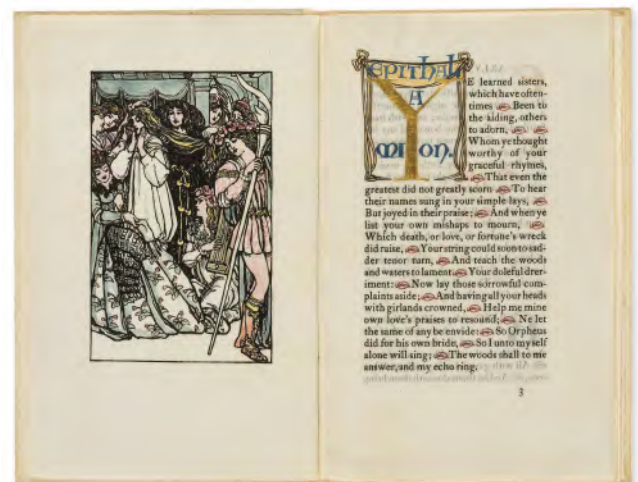 EPITHAL
A
MION.
YE learned sisters,
which have often-
times Been to
the aiding, others
to adorn,
Whom ye thought
worthy of your
graceful rhymes,
That even the
greatest did not greatly scorn To hear
their names sung in your simple lays,
But joyed in their praise; And when ye
list your own mishaps to mourn,
Which death, or love, or fortune's wreck
did raise, Your string could soon to sad-
der tenor turn, And teach the woods
and waters to lament Your doleful drer-
iment: Now lay those sorrowful com-
plaints aside; And having all your heads
with girlands crowned, Help me mine
own love's praises to resound; Ne let
the same of any be envide: So Orpheus
did for his own bride, So I unto myself
alone will sing; The woods shall to me
answer, and my echo ring.
3